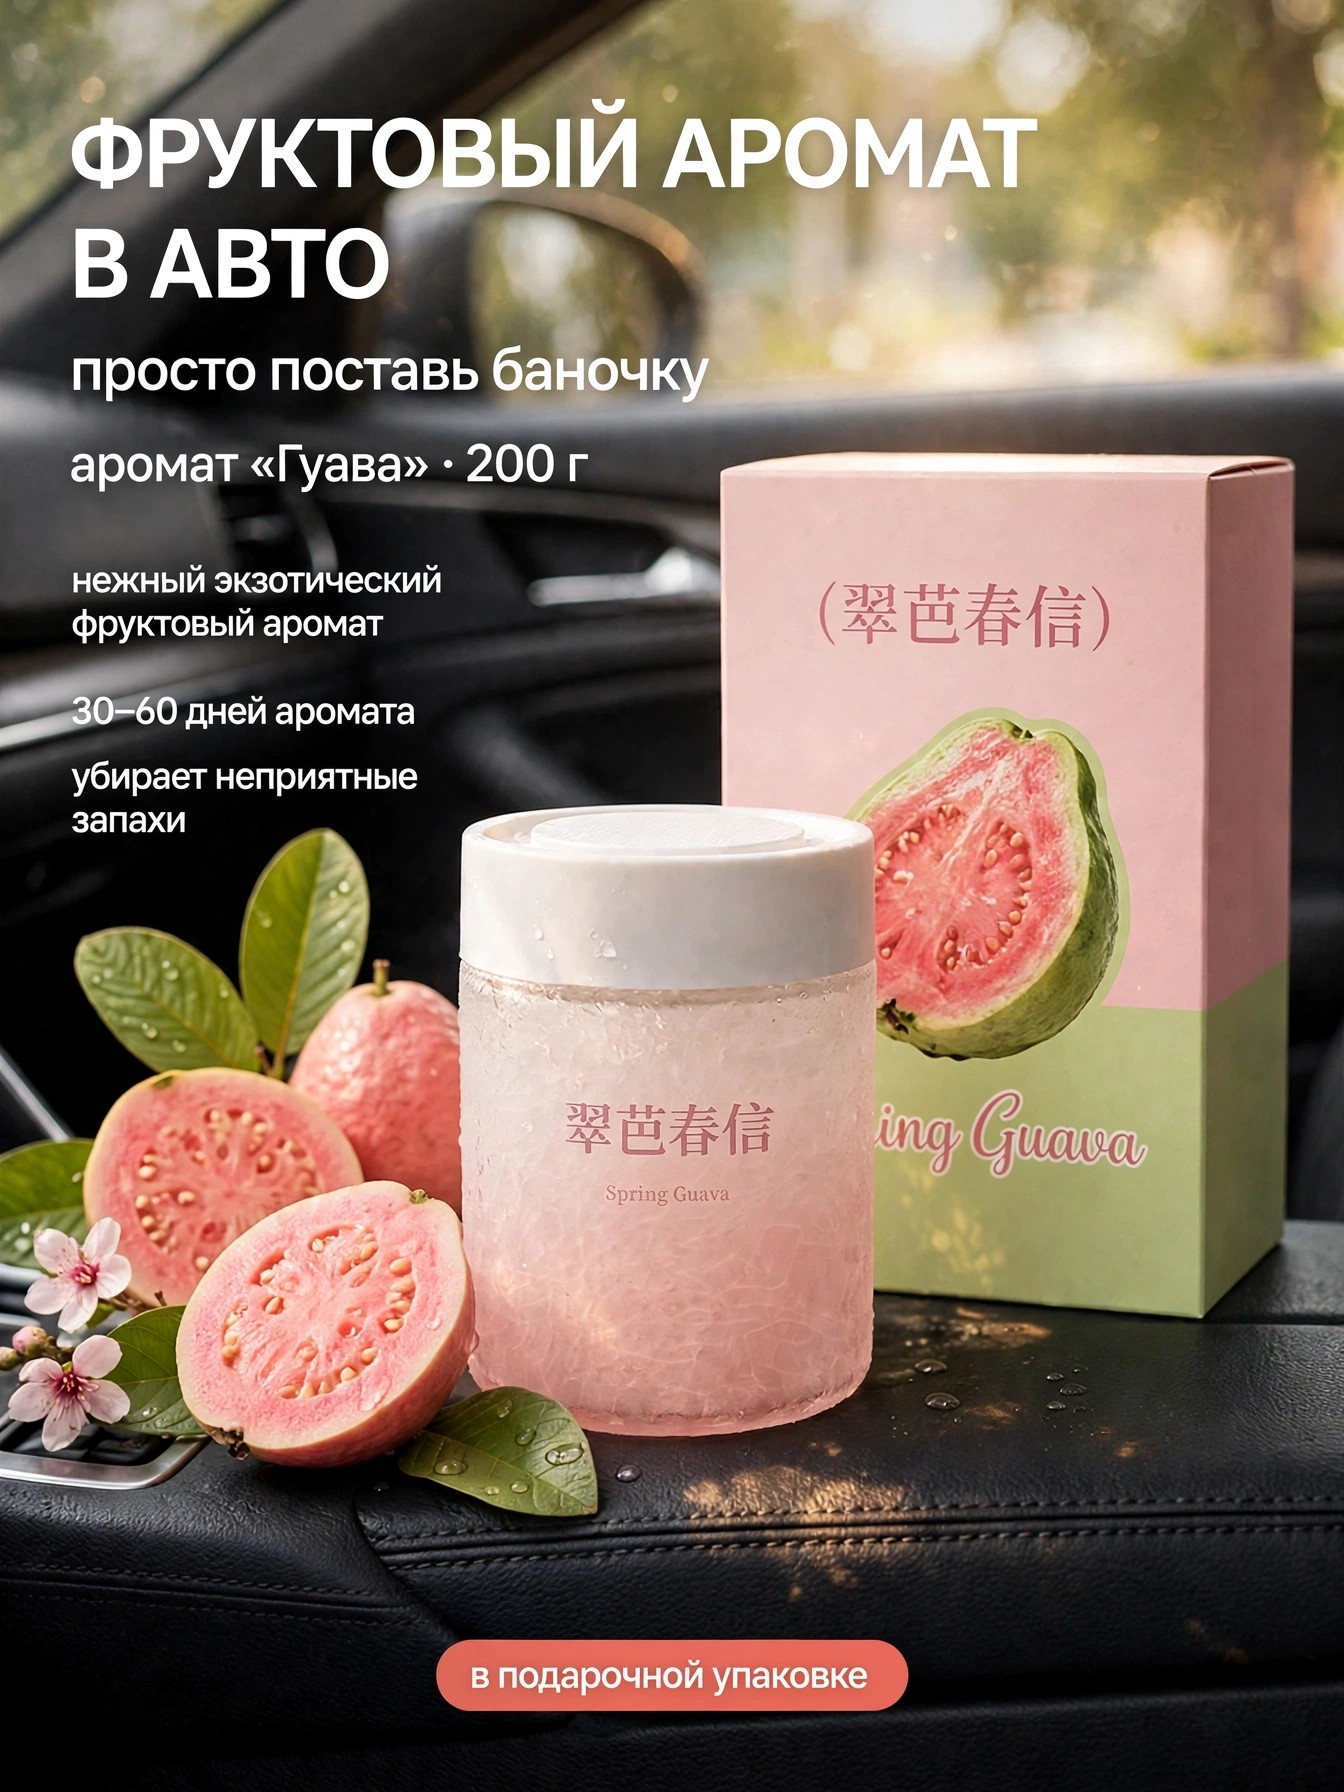 ФРУКТОВЫЙ АРОМАТ
В АВТО
просто поставь баночку
аромат «Гуава» · 200 г
нежный экзотический
фруктовый аромат
30–60 дней аромата
убирает неприятные
запахи
(翠芭春信)
Guava
翠芭春信
Spring Guava
в подарочной упаковке